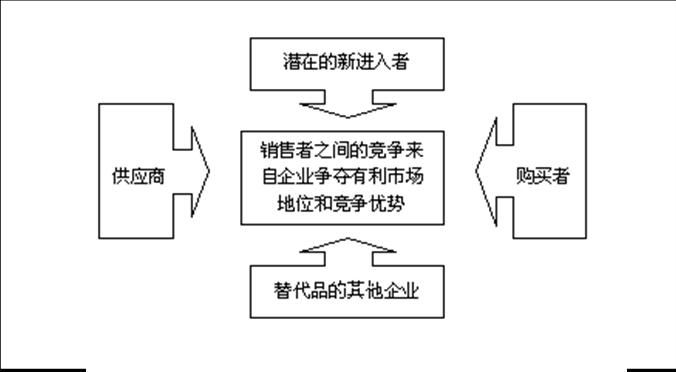 潜在的新进入者
供应商
销售者之间的竞争来
自企业争夺有利市场
地位和竞争优势
购买者
替代品的其他企业